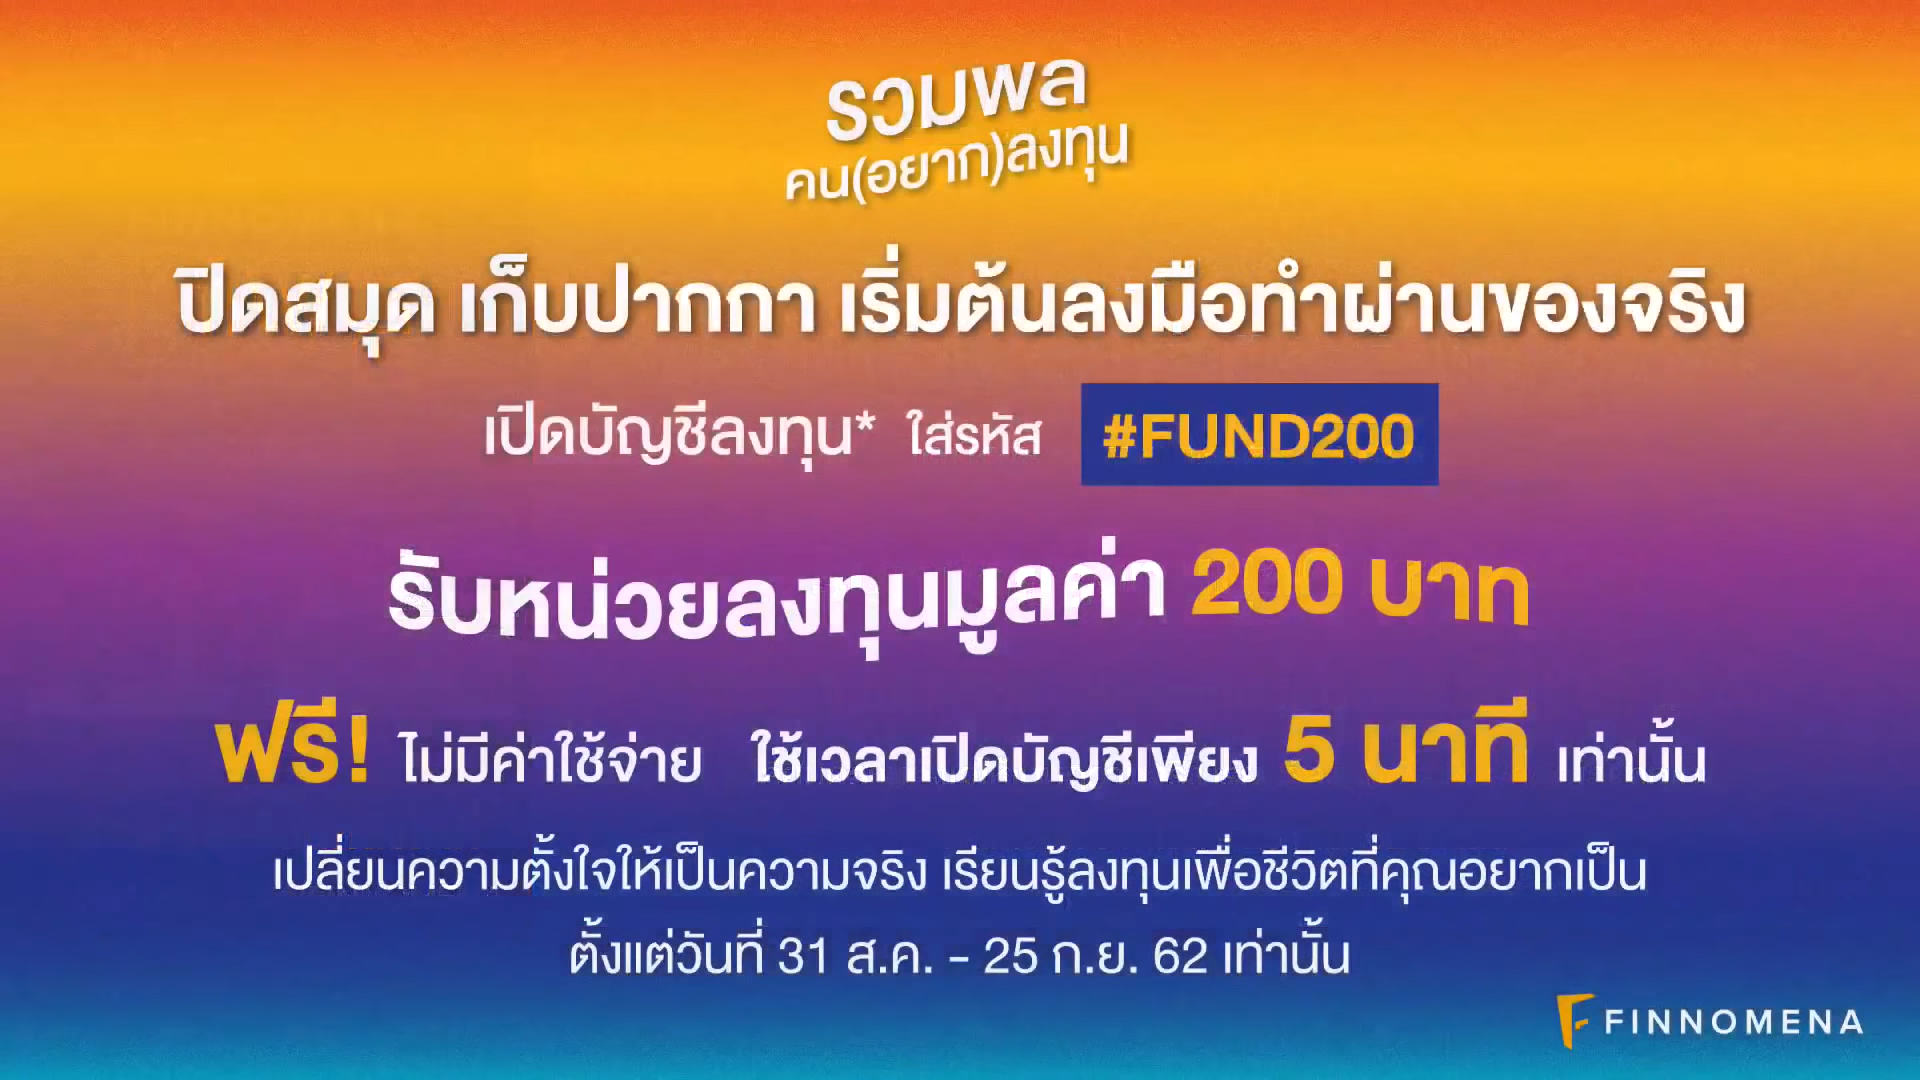 รวมพล
คน(อยาก)ลงทุน
ปิดสมุด เก็บปากกา เริ่มต้นลงมือทำผ่านของจริง
เปิดบัญชีลงทุน* ใส่รหัส #FUND200
รับหน่วยลงทุนมูลค่า 200 บาท
ฟรี! ไม่มีค่าใช้จ่าย ใช้เวลาเปิดบัญชีเพียง 5 นาที เท่านั้น
เปลี่ยนความตั้งใจให้เป็นความจริง เรียนรู้ลงทุนเพื่อชีวิตที่คุณอยากเป็น
ตั้งแต่วันที่ 31 ส.ค. - 25 ก.ย. 62 เท่านั้น
FINNOMENA